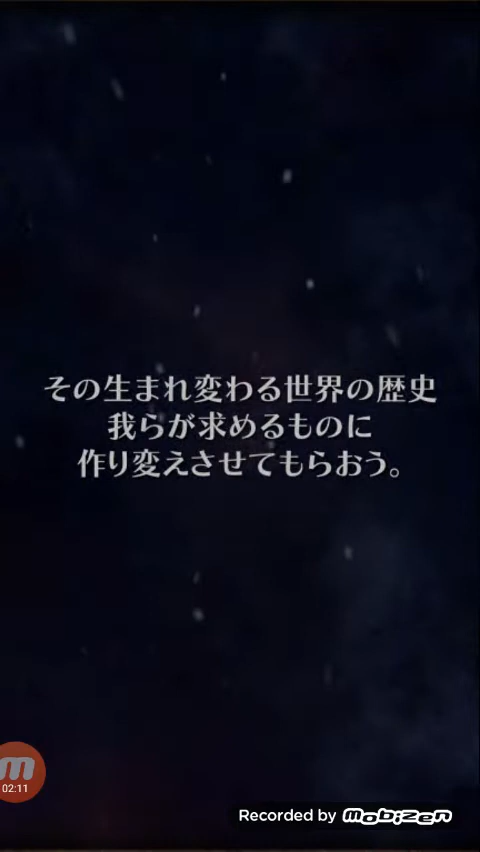 その生まれ変わる世界の歴史
我らが求めるものに
作り変えさせてもらおう。
02:11
Recorded by mobizen